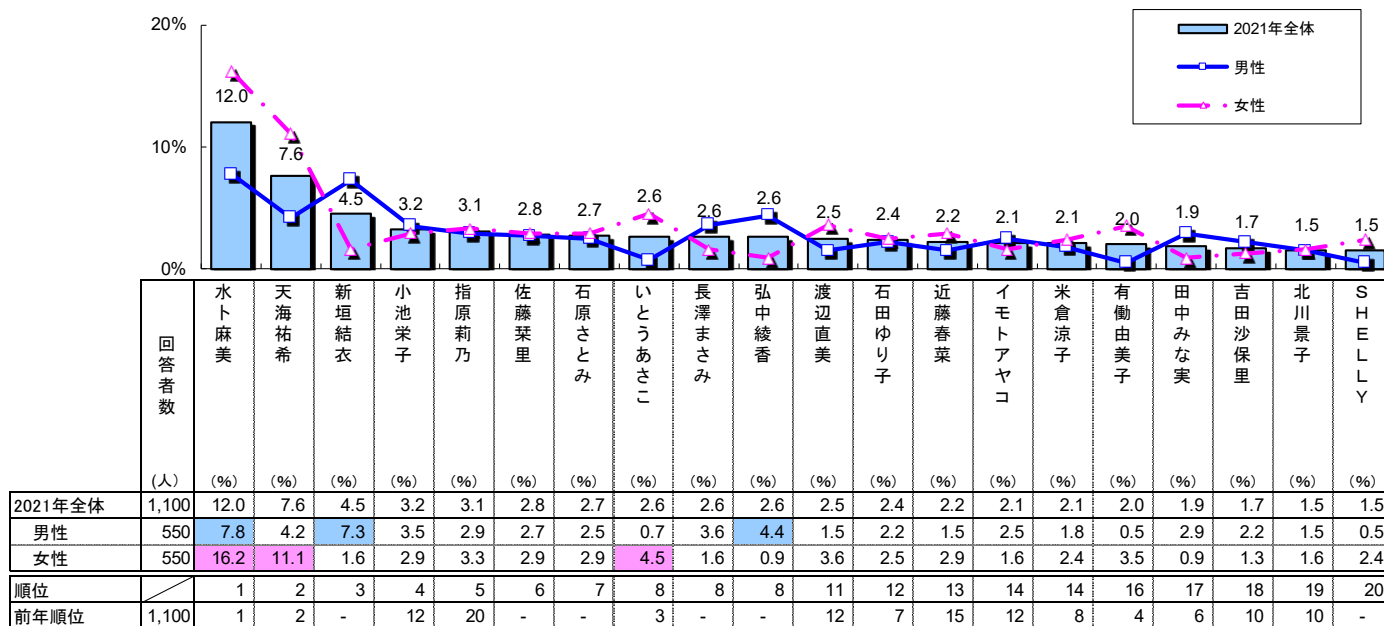 20%
10%
0%
2021年全体
男性
女性
12.0 7.6 4.5 3.2 3.1 2.8 2.7 2.6 2.6 2.6 2.5 2.4 2.2 2.1 2.1 2.0 1.9 1.7 1.5 1.5
回答者数
水卜麻美
天海祐希
新垣結衣
小池栄子
指原莉乃
佐藤栞里
石原さとみ
いとうあさこ
長澤まさみ
弘中綾香
渡辺直美
石田ゆり子
近藤春菜
イモトアヤコ
米倉涼子
有働由美子
田中みな実
吉田沙保里
北川景子
SHELLY
(人) (%) (%) (%) (%) (%) (%) (%) (%) (%) (%) (%) (%) (%) (%) (%) (%) (%) (%) (%) (%)
2021年全体 1,100 12.0 7.6 4.5 3.2 3.1 2.8 2.7 2.6 2.6 2.6 2.5 2.4 2.2 2.1 2.1 2.0 1.9 1.7 1.5 1.5
男性 550 7.8 4.2 7.3 3.5 2.9 2.7 2.5 0.7 3.6 4.4 1.5 2.2 1.5 2.5 1.8 0.5 2.9 2.2 1.5 0.5
女性 550 16.2 11.1 1.6 2.9 3.3 2.9 2.9 4.5 1.6 0.9 3.6 2.5 2.9 1.6 2.4 3.5 0.9 1.3 1.6 2.4
順位 1 2 3 4 5 6 7 8 8 8 11 12 13 14 14 16 17 18 19 20
前年順位 1,100 1 2 - 12 20 - - 3 - - 12 7 15 12 8 4 6 10 10 -